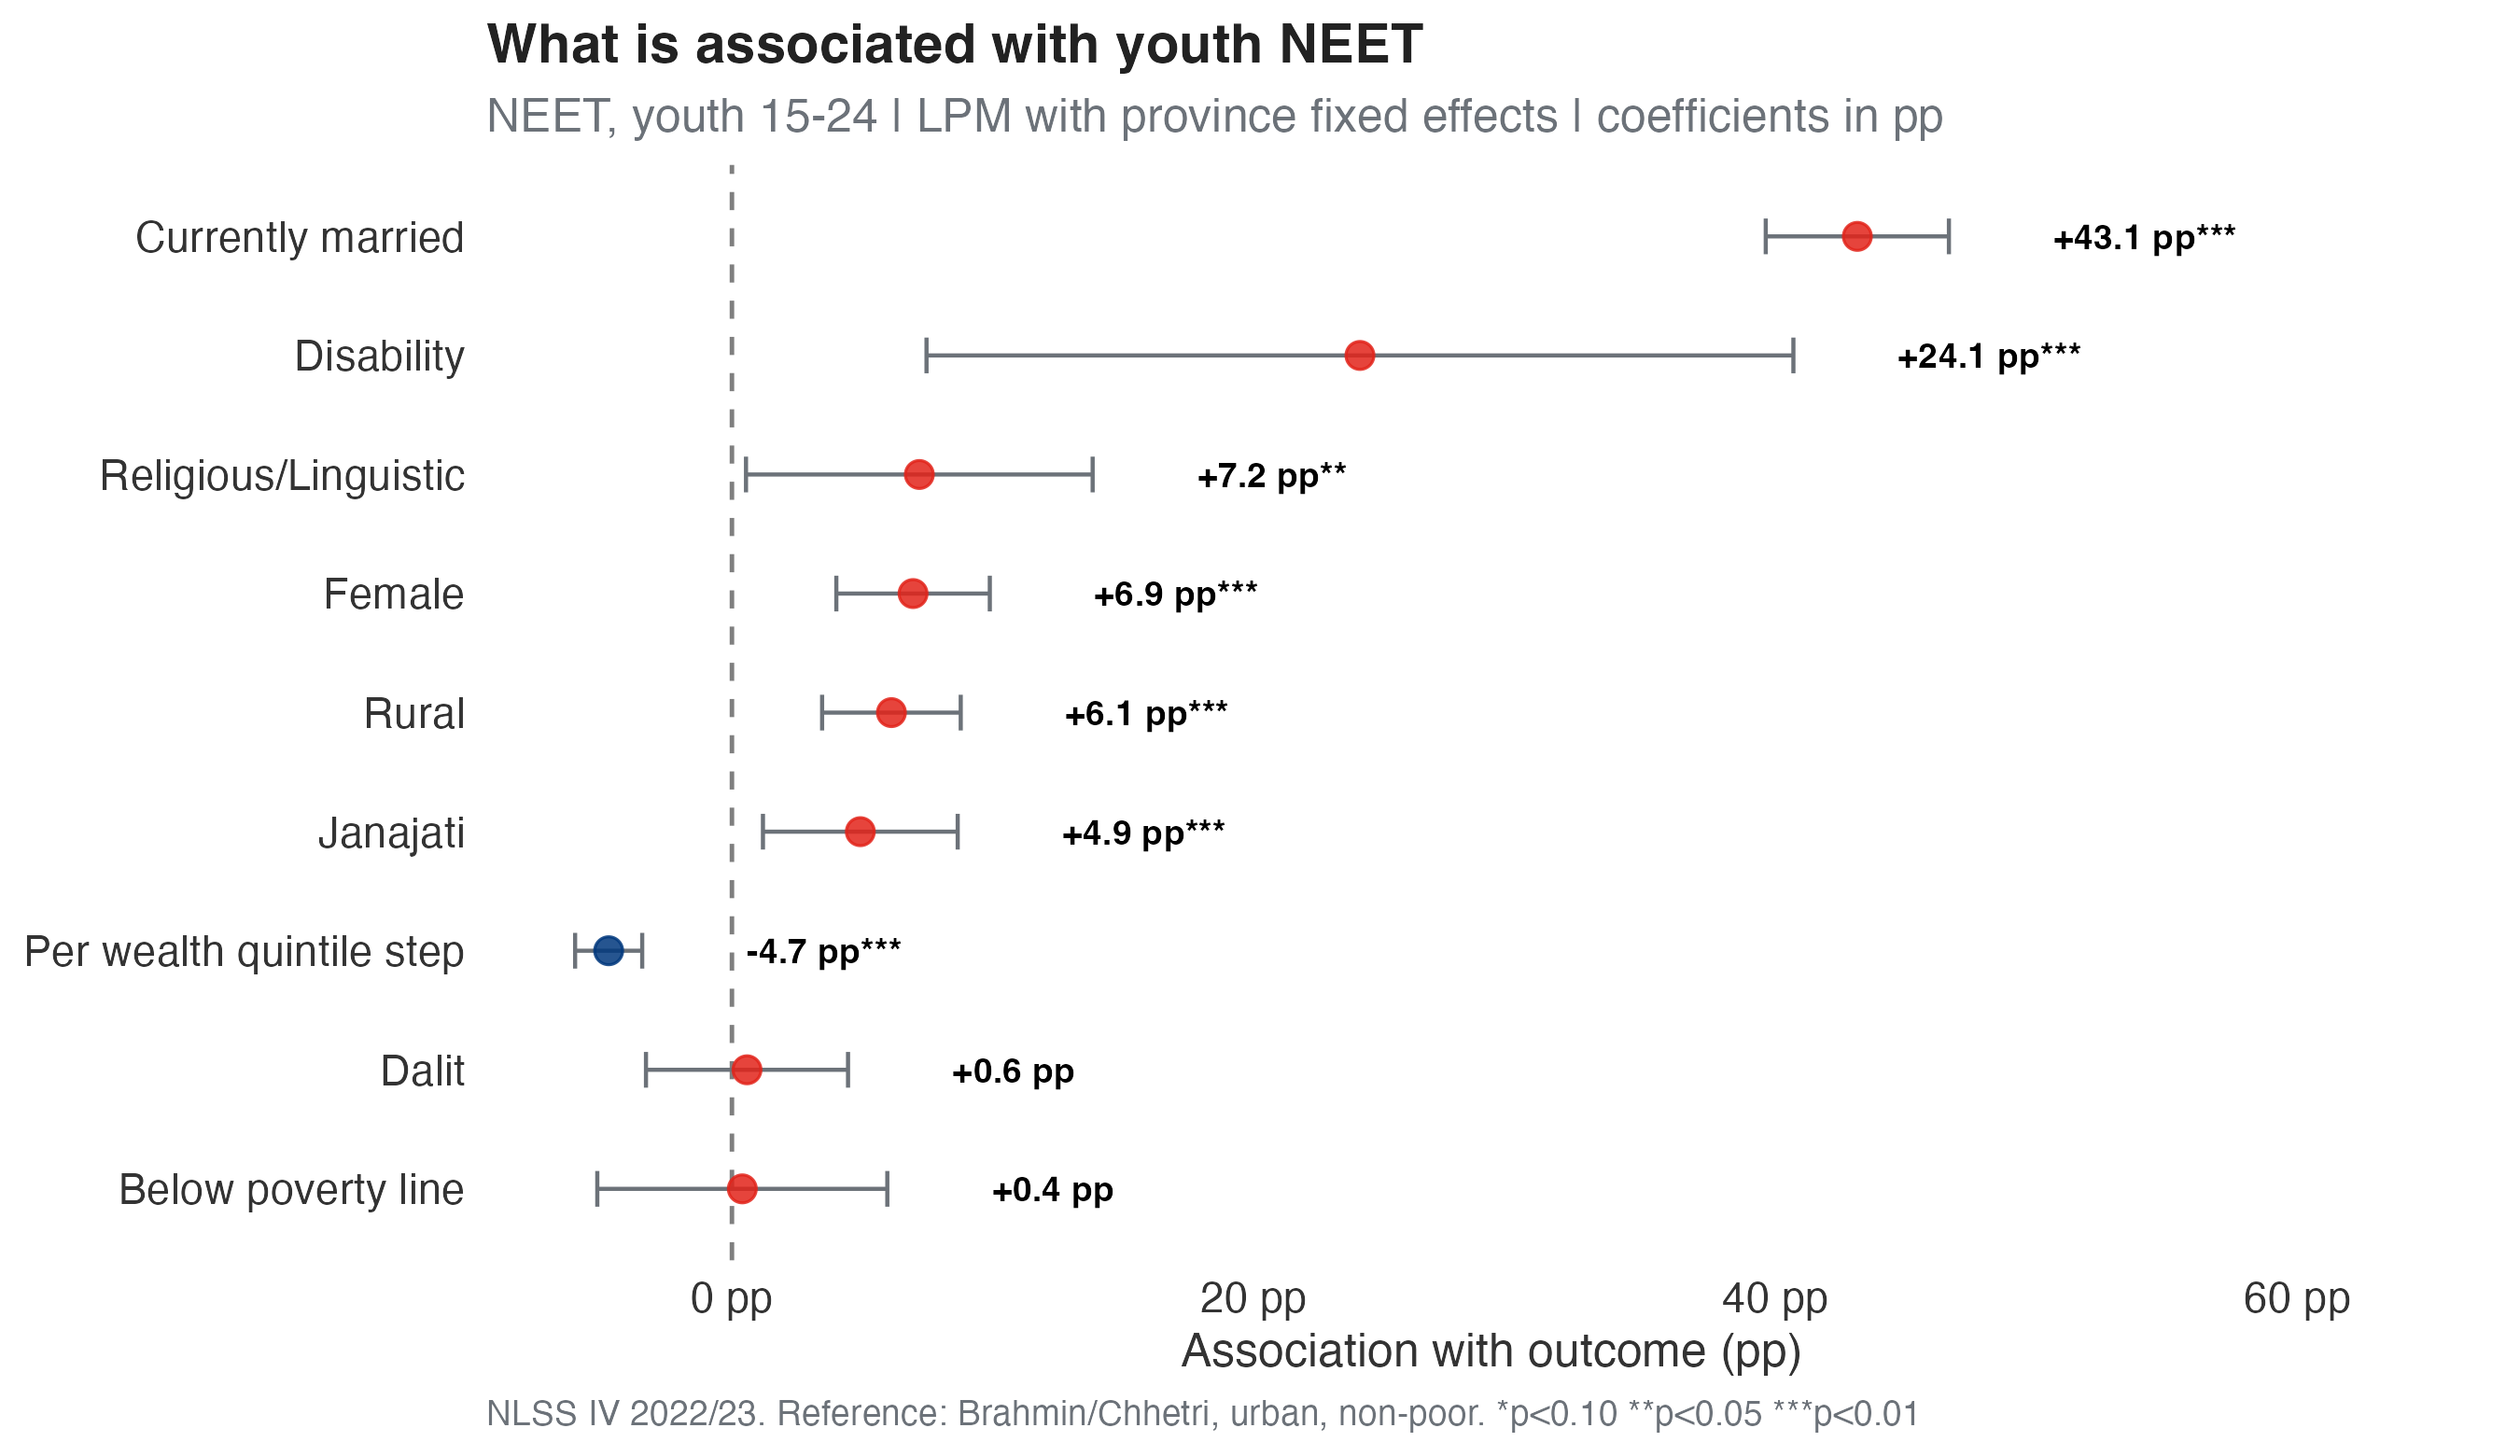 What is associated with youth NEET
NEET, youth 15-24 | LPM with province fixed effects | coefficients in pp
Currently married
+43.1 pp***
Disability
+24.1 pp***
Religious/Linguistic
+7.2 pp**
Female
+6.9 pp***
Rural
+6.1 pp***
Janajati
+4.9 pp***
Per wealth quintile step
-4.7 pp***
Dalit
+0.6 pp
Below poverty line
+0.4 pp
0 pp
20 pp
40 pp
60 pp
Association with outcome (pp)
NLSS IV 2022/23. Reference: Brahmin/Chhetri, urban, non-poor. *p<0.10 **p<0.05 ***p<0.01